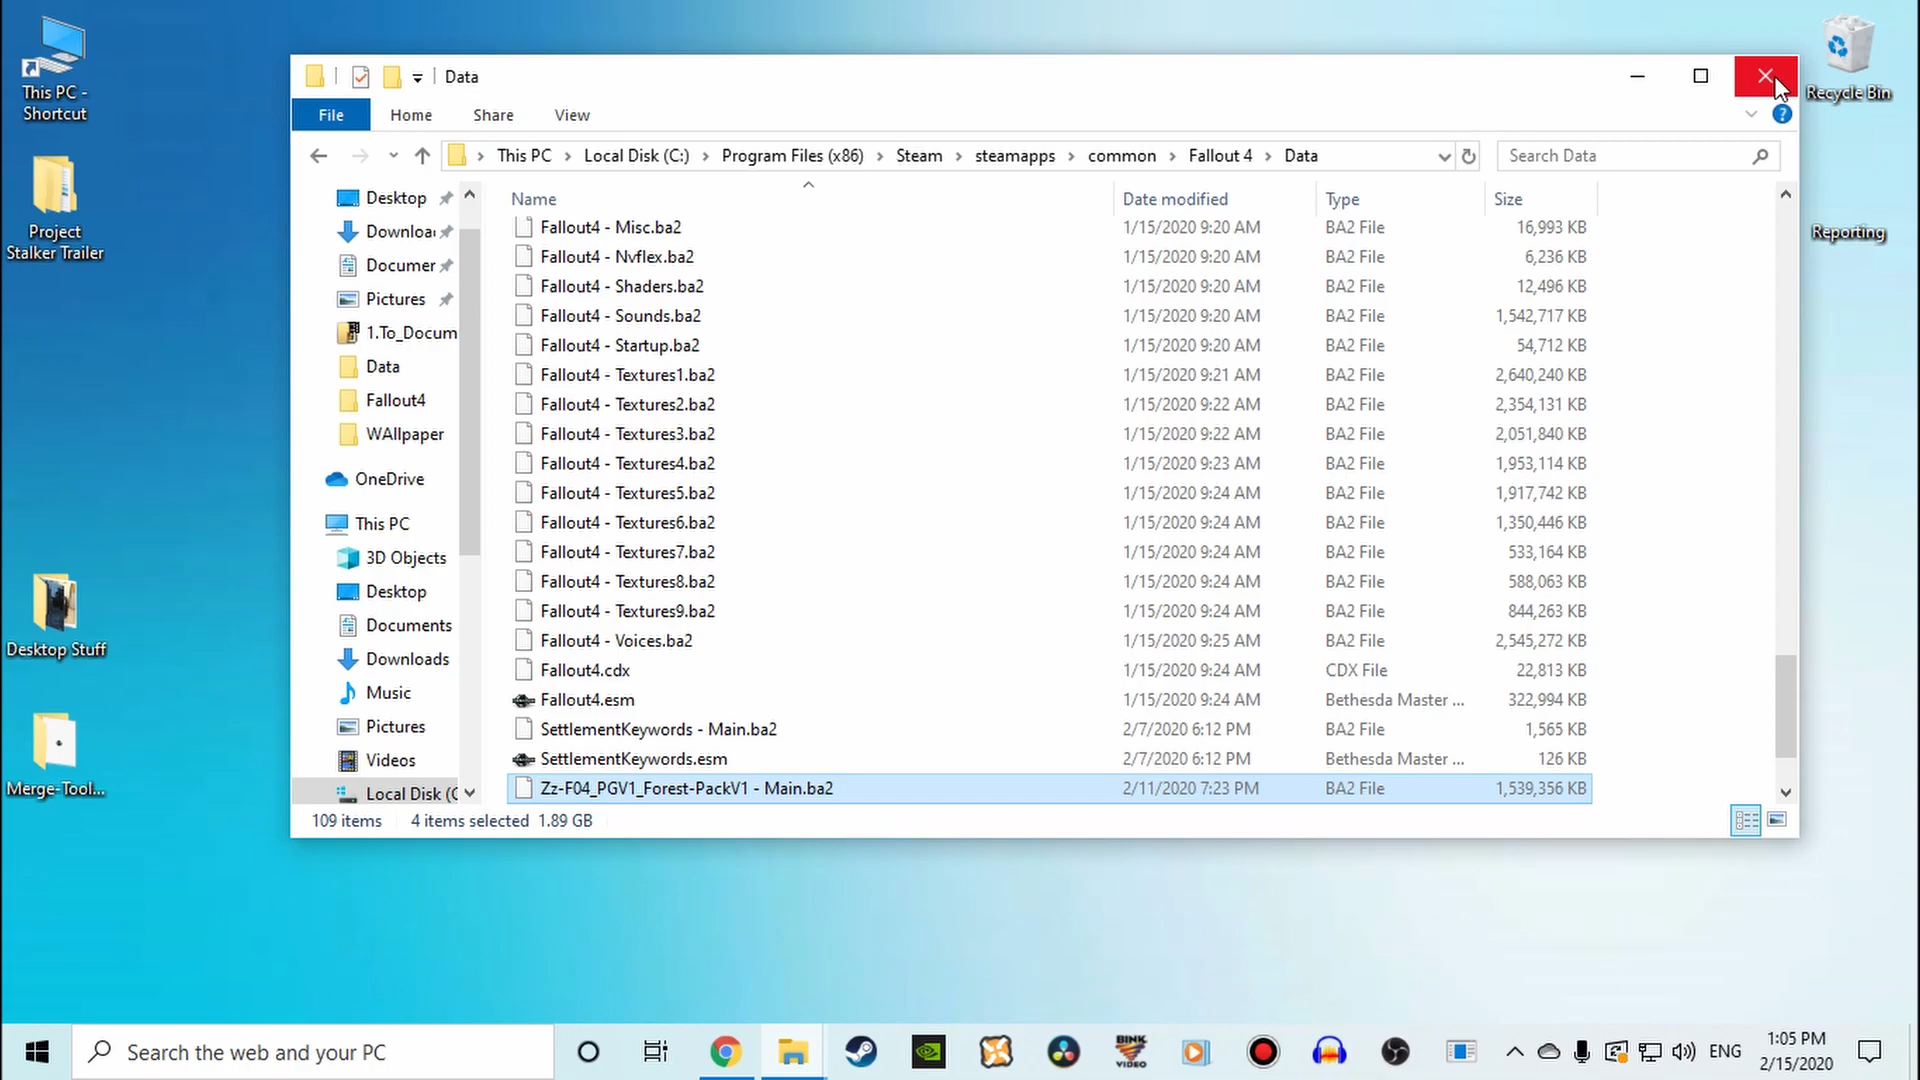 This PC -
Shortcut
Project
Stalker Trailer
Desktop Stuff
Merge-Tool...
Recycle Bin
Reporting
Data
File Home Share View
This PC Local Disk (C:) Program Files (x86) Steam steamapps common Fallout 4 Data
Search Data
Desktop
Downloa
Documer
Pictures
1.To_Docum
Data
Fallout4
WAllpaper
OneDrive
This PC
3D Objects
Desktop
Documents
Downloads
Music
Pictures
Videos
Local Disk (C
Name Date modified Type Size
Fallout4 - Misc.ba2 1/15/2020 9:20 AM BA2 File 16,993 KB
Fallout4 - Nvflex.ba2 1/15/2020 9:20 AM BA2 File 6,236 KB
Fallout4 - Shaders.ba2 1/15/2020 9:20 AM BA2 File 12,496 KB
Fallout4 - Sounds.ba2 1/15/2020 9:20 AM BA2 File 1,542,717 KB
Fallout4 - Startup.ba2 1/15/2020 9:20 AM BA2 File 54,712 KB
Fallout4 - Textures1.ba2 1/15/2020 9:21 AM BA2 File 2,640,240 KB
Fallout4 - Textures2.ba2 1/15/2020 9:22 AM BA2 File 2,354,131 KB
Fallout4 - Textures3.ba2 1/15/2020 9:22 AM BA2 File 2,051,840 KB
Fallout4 - Textures4.ba2 1/15/2020 9:23 AM BA2 File 1,953,114 KB
Fallout4 - Textures5.ba2 1/15/2020 9:24 AM BA2 File 1,917,742 KB
Fallout4 - Textures6.ba2 1/15/2020 9:24 AM BA2 File 1,350,446 KB
Fallout4 - Textures7.ba2 1/15/2020 9:24 AM BA2 File 533,164 KB
Fallout4 - Textures8.ba2 1/15/2020 9:24 AM BA2 File 588,063 KB
Fallout4 - Textures9.ba2 1/15/2020 9:24 AM BA2 File 844,263 KB
Fallout4 - Voices.ba2 1/15/2020 9:25 AM BA2 File 2,545,272 KB
Fallout4.cdx 1/15/2020 9:24 AM CDX File 22,813 KB
Fallout4.esm 1/15/2020 9:24 AM Bethesda Master ... 322,994 KB
SettlementKeywords - Main.ba2 2/7/2020 6:12 PM BA2 File 1,565 KB
SettlementKeywords.esm 2/7/2020 6:12 PM Bethesda Master ... 126 KB
Zz-F04_PGV1_Forest-PackV1 - Main.ba2 2/11/2020 7:23 PM BA2 File 1,539,356 KB
109 items 4 items selected 1.89 GB
Search the web and your PC
BINK
VIDEO
ENG
1:05 PM
2/15/2020